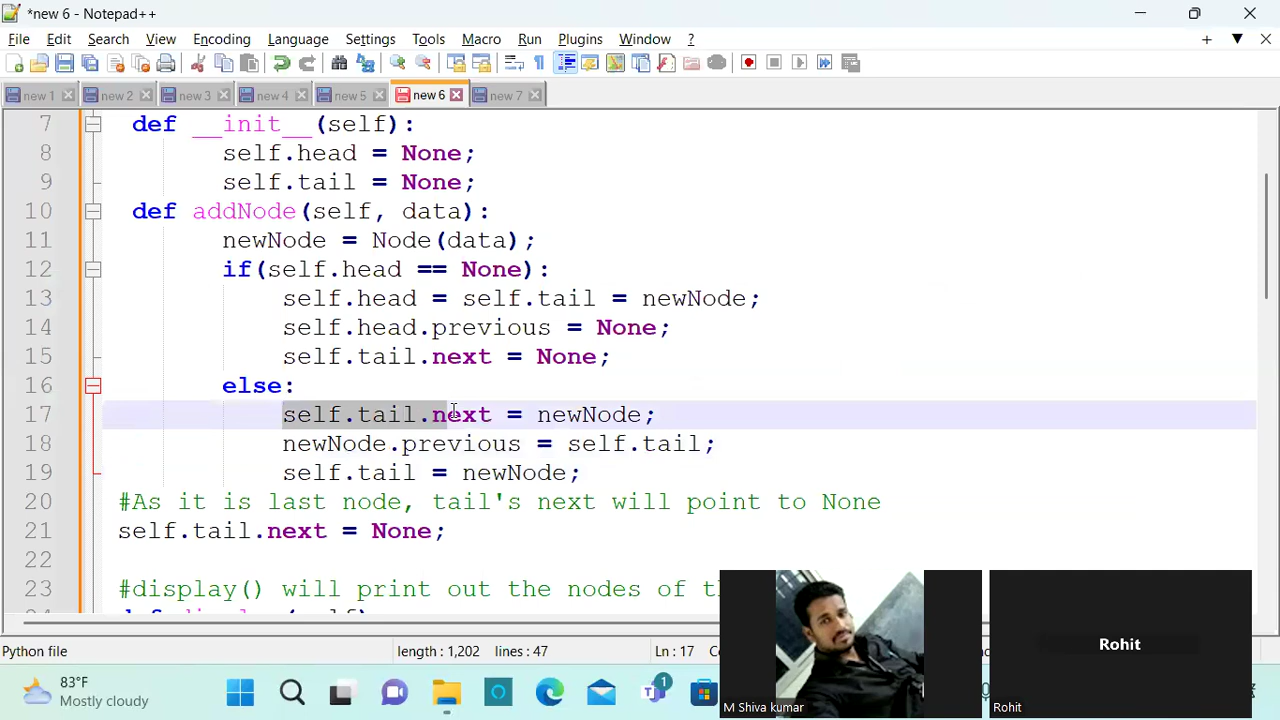 *new 6 - Notepad++
File Edit Search View Encoding Language Settings Tools Macro Run Plugins Window ?
new 1 new 2 new 3 new 4 new 5 new 6 new 7
7 def __init__(self):
8 self.head = None;
9 self.tail = None;
10 def addNode(self, data):
11 newNode = Node(data);
12 if(self.head == None):
13 self.head = self.tail = newNode;
14 self.head.previous = None;
15 self.tail.next = None;
16 else:
17 self.tail.next = newNode;
18 newNode.previous = self.tail;
19 self.tail = newNode;
20 #As it is last node, tail's next will point to None
21 self.tail.next = None;
22
23 #display() will print out the nodes of
Python file length : 1,202 lines : 47 Ln : 17
83°F
Mostly cloudy
1
M Shiva kumar
Rohit
Rohit